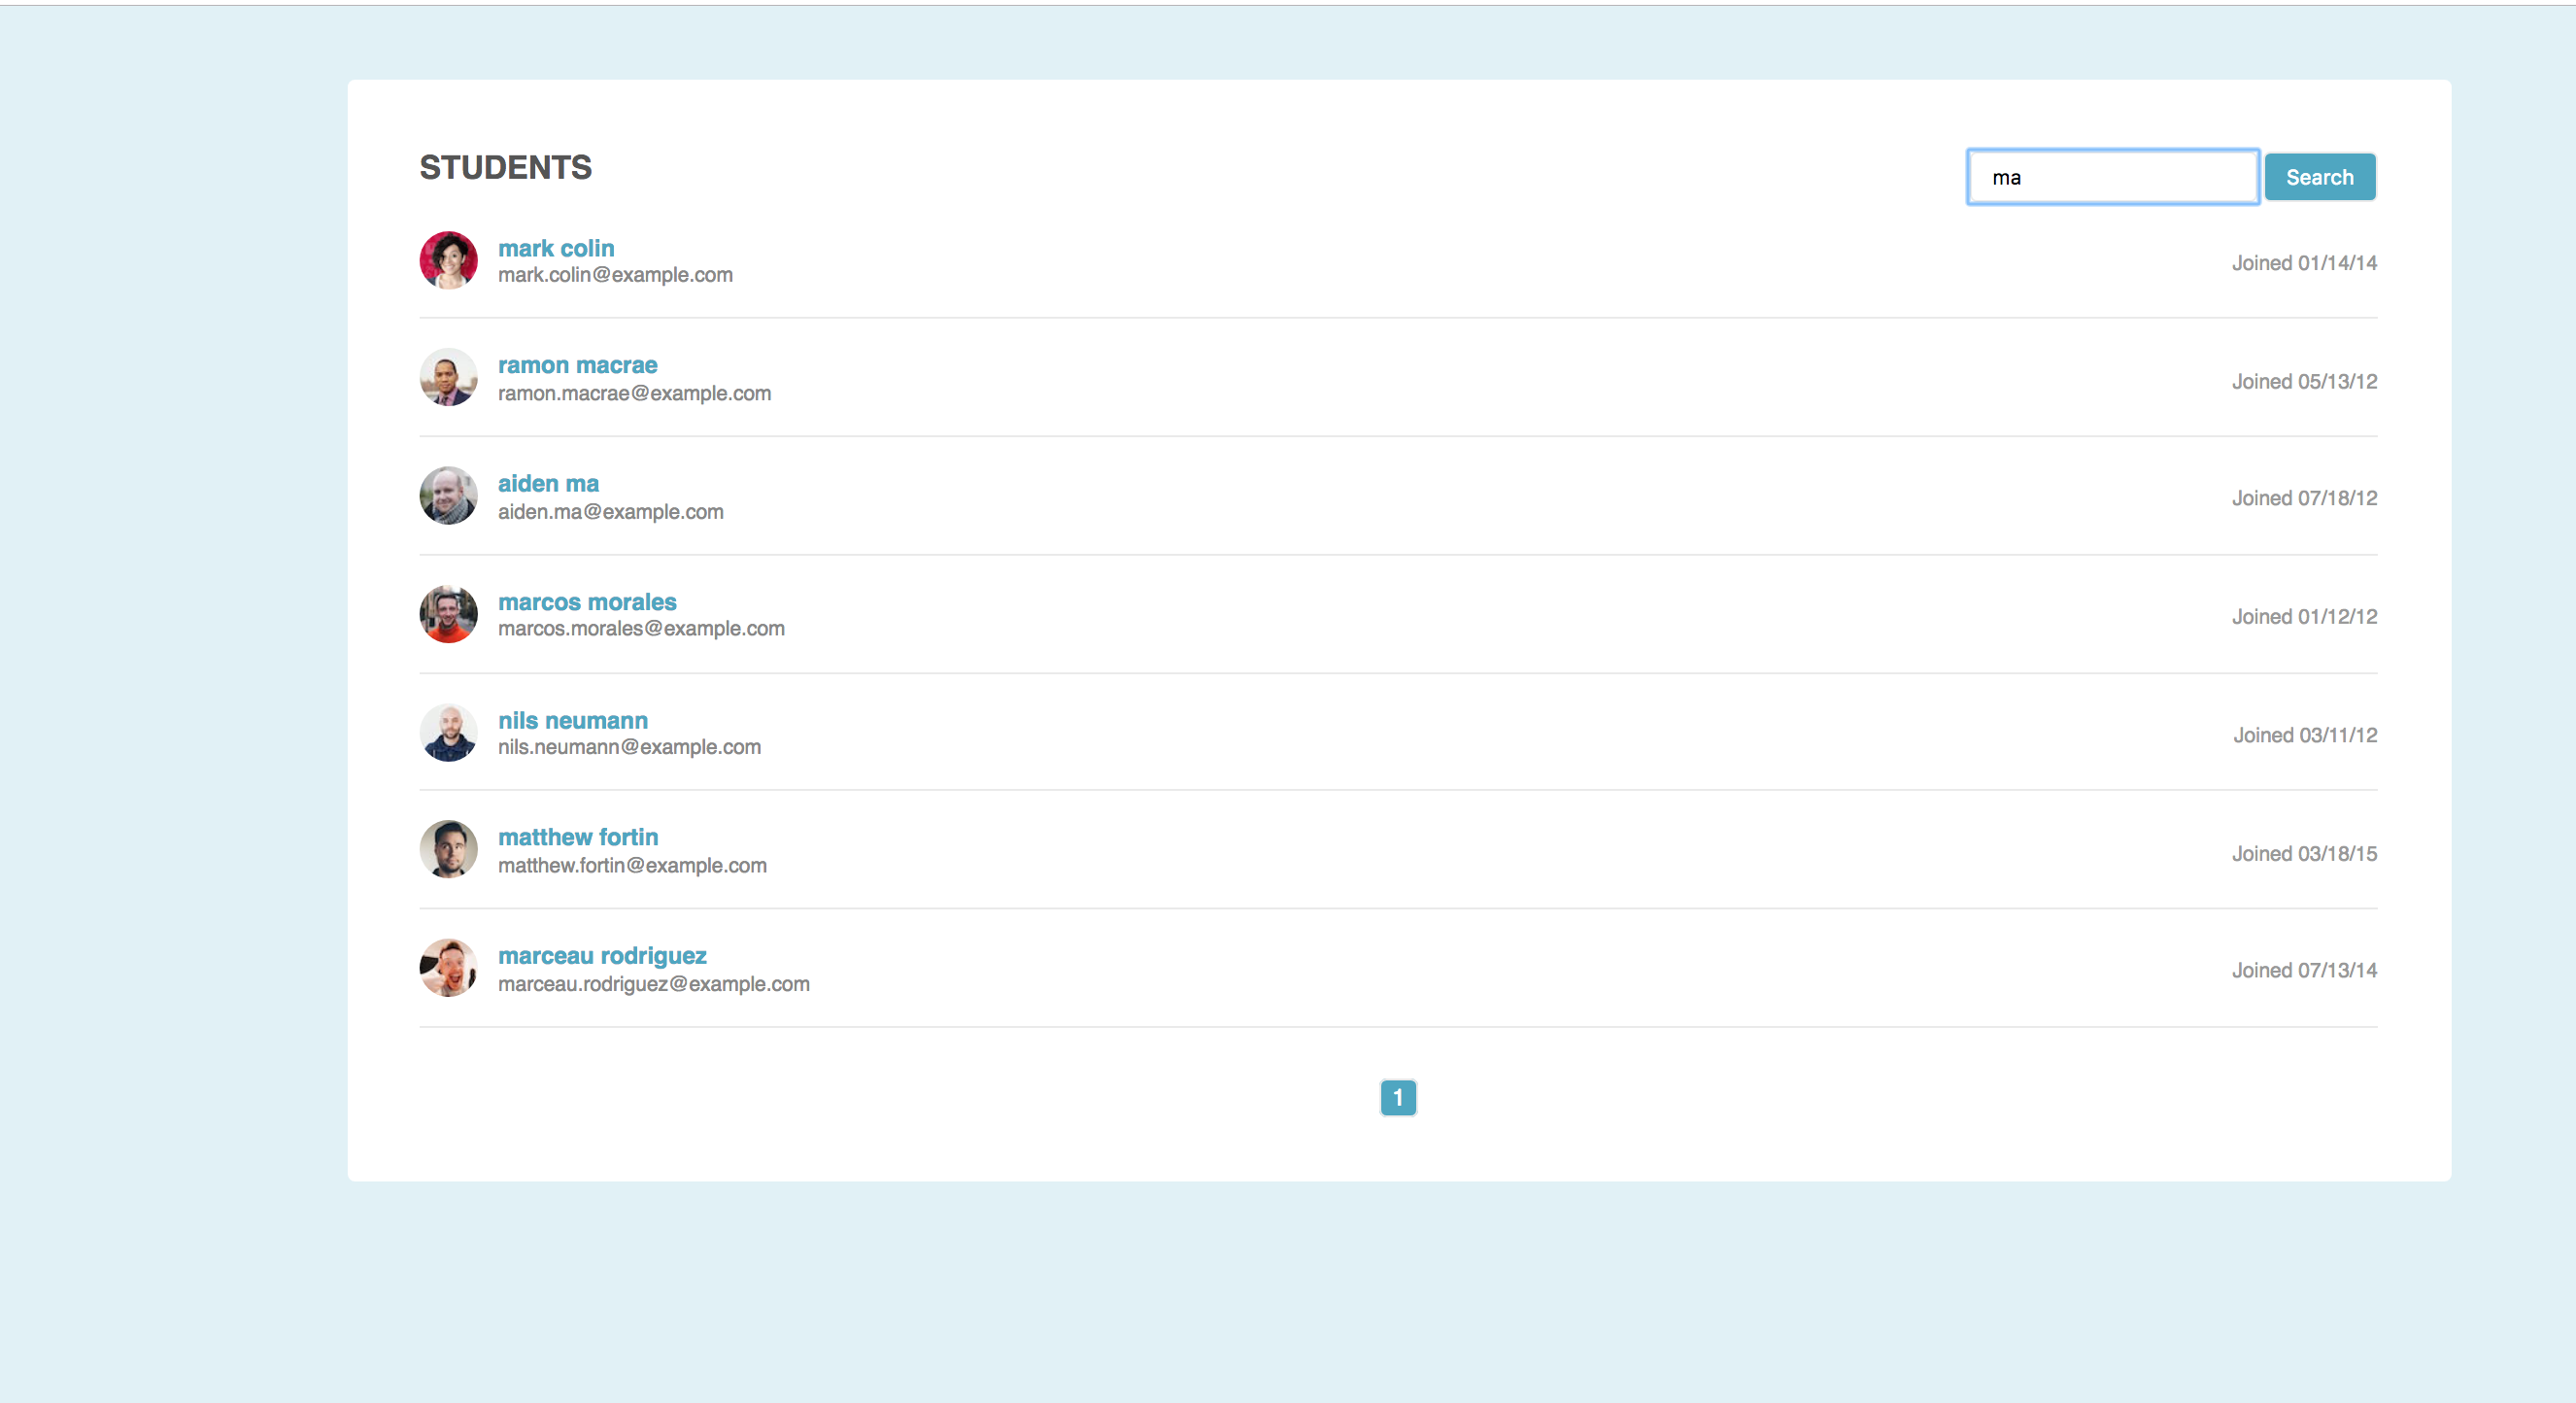 STUDENTS
ma
Search
mark colin
mark.colin@example.com
Joined 01/14/14
ramon macrae
ramon.macrae@example.com
Joined 05/13/12
aiden ma
aiden.ma@example.com
Joined 07/18/12
marcos morales
marcos.morales@example.com
Joined 01/12/12
nils neumann
nils.neumann@example.com
Joined 03/11/12
matthew fortin
matthew.fortin@example.com
Joined 03/18/15
marceau rodriguez
marceau.rodriguez@example.com
Joined 07/13/14
1